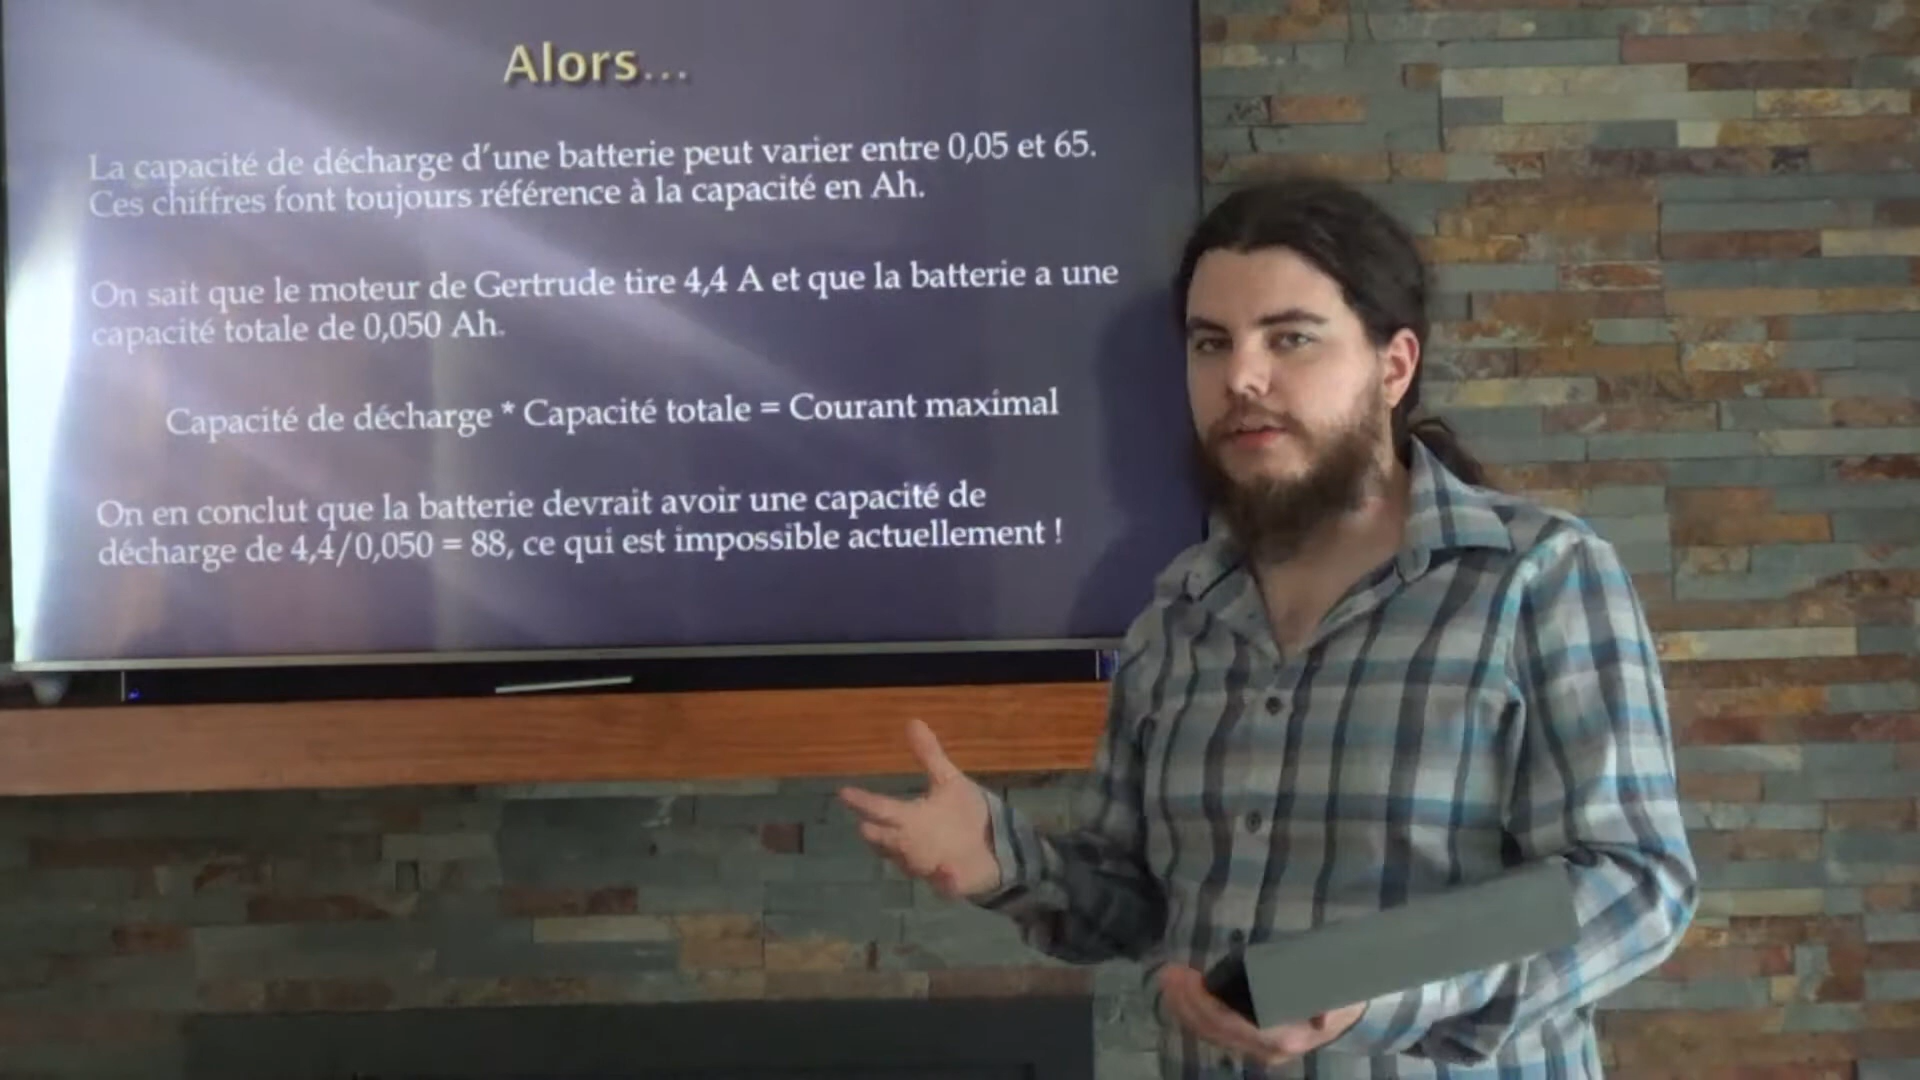 Alors...
La capacité de décharge d'une batterie peut varier entre 0,05 et 65.
Ces chiffres font toujours référence à la capacité en Ah.
On sait que le moteur de Gertrude tire 4,4 A et que la batterie a une
capacité totale de 0,050 Ah.
Capacité de décharge * Capacité totale = Courant maximal
On en conclut que la batterie devrait avoir une capacité de
décharge de 4,4/0,050 = 88, ce qui est impossible actuellement !